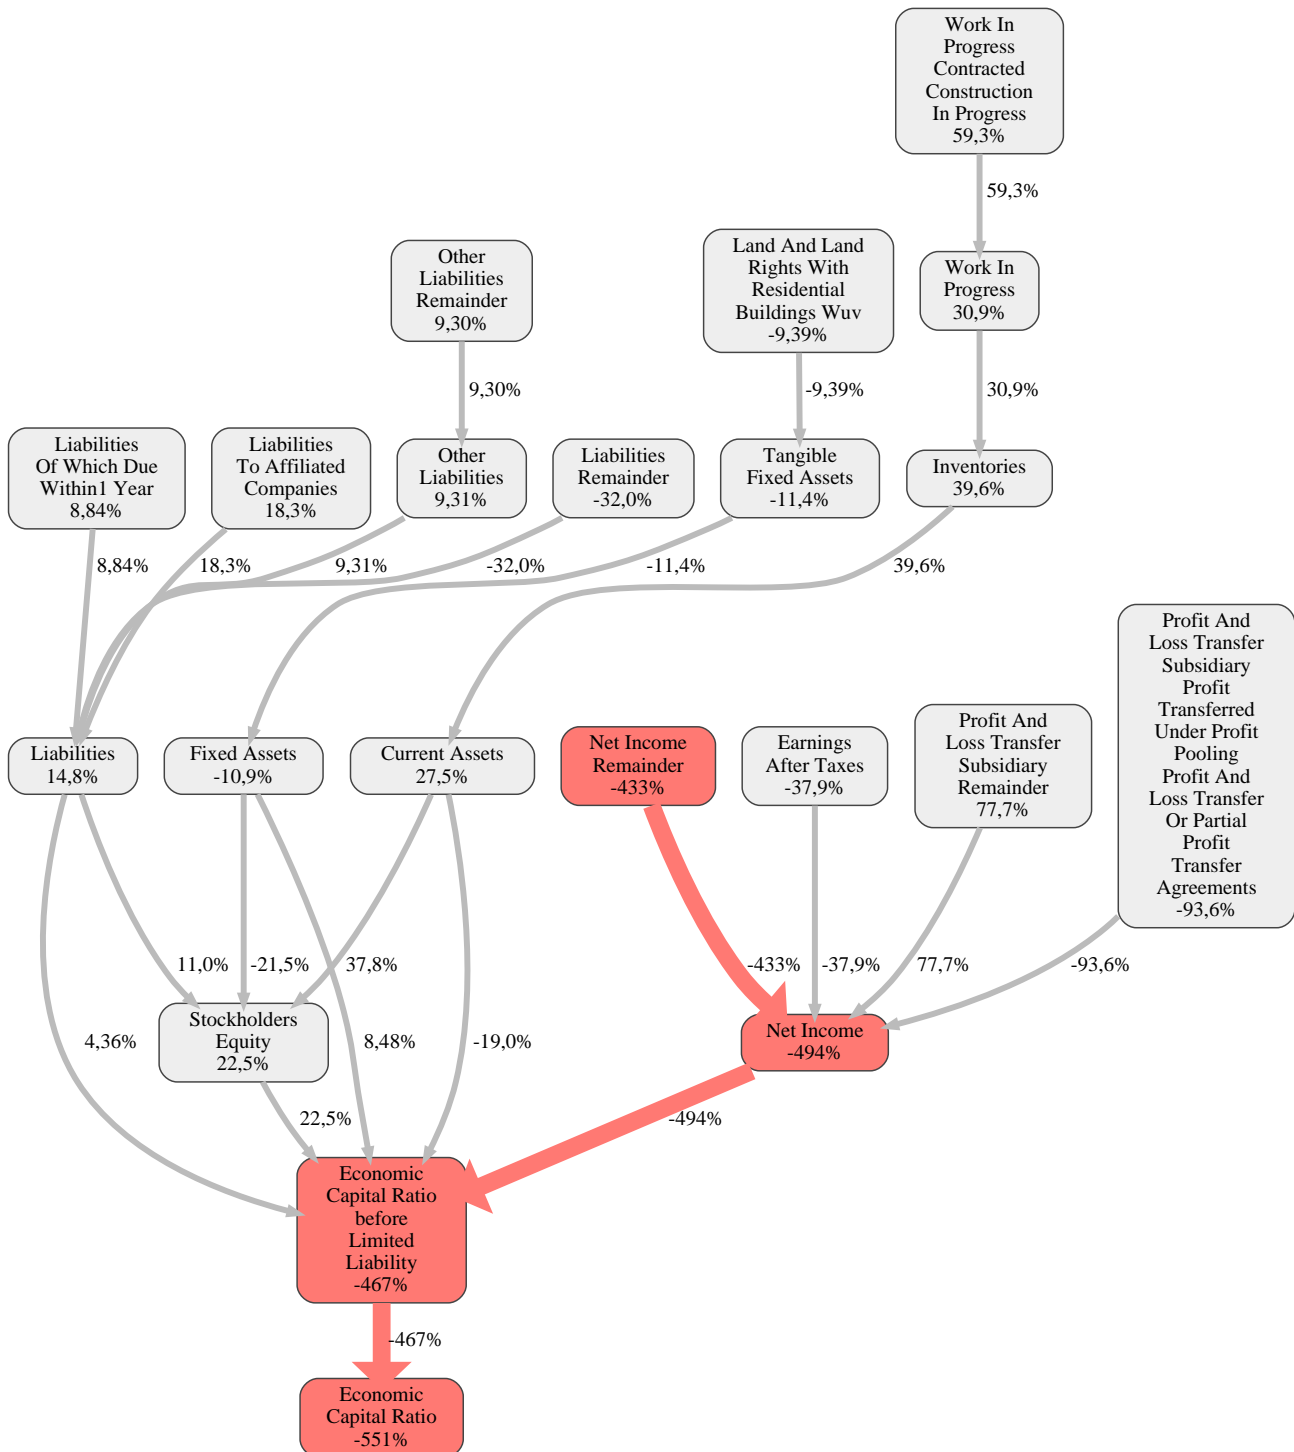 Work In
Progress
Contracted
Construction
In Progress
59,3%
59,3%
Other
Liabilities
Remainder
9,30%
Land And Land
Rights With
Residential
Buildings Wuv
-9,39%
Work In
Progress
30,9%
9,30%
-9,39%
30,9%
Liabilities
Of Which Due
Within1 Year
8,84%
Liabilities
To Affiliated
Companies
18,3%
Other
Liabilities
9,31%
Liabilities
Remainder
-32,0%
Tangible
Fixed Assets
-11,4%
Inventories
39,6%
8,84%
18,3%
9,31%
-32,0%
-11,4%
39,6%
Profit And
Loss Transfer
Subsidiary
Profit
Transferred
Under Profit
Pooling
Profit And
Loss Transfer
Or Partial
Profit
Transfer
Agreements
-93,6%
Liabilities
14,8%
Fixed Assets
-10,9%
Current Assets
27,5%
Net Income
Remainder
-433%
Earnings
After Taxes
-37,9%
Profit And
Loss Transfer
Subsidiary
Remainder
77,7%
11,0%
-21,5%
37,8%
-433%
-37,9%
77,7%
-93,6%
Stockholders
Equity
22,5%
Net Income
-494%
4,36%
8,48%
-19,0%
22,5%
-494%
Economic
Capital Ratio
before
Limited
Liability
-467%
-467%
Economic
Capital Ratio
-551%